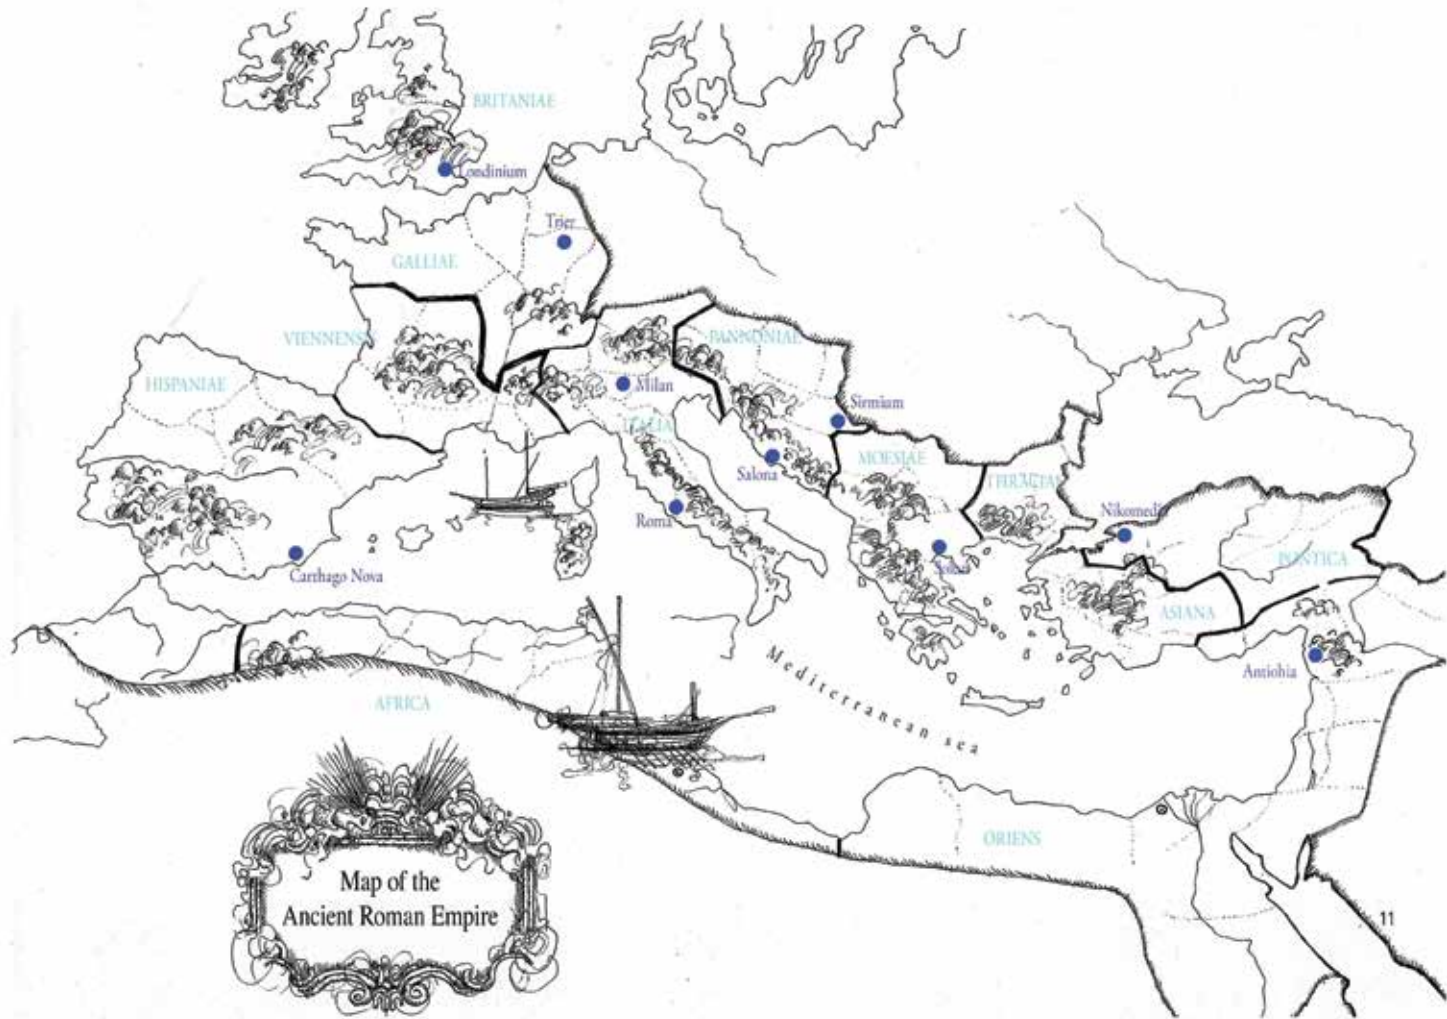 BRITANIAE
Londinium
Trier
GALLIAE
VIENNENSIS
PANNONIAE
HISPANIAE
Milan
Sirmium
ITALIA
MOESIAE
Salona
THRACIAE
Roma
Nikomedia
Carthago Nova
PONTICA
ASIANA
Antiohia
Mediterranean sea
AFRICA
ORIENS
Map of the
Ancient Roman Empire
11